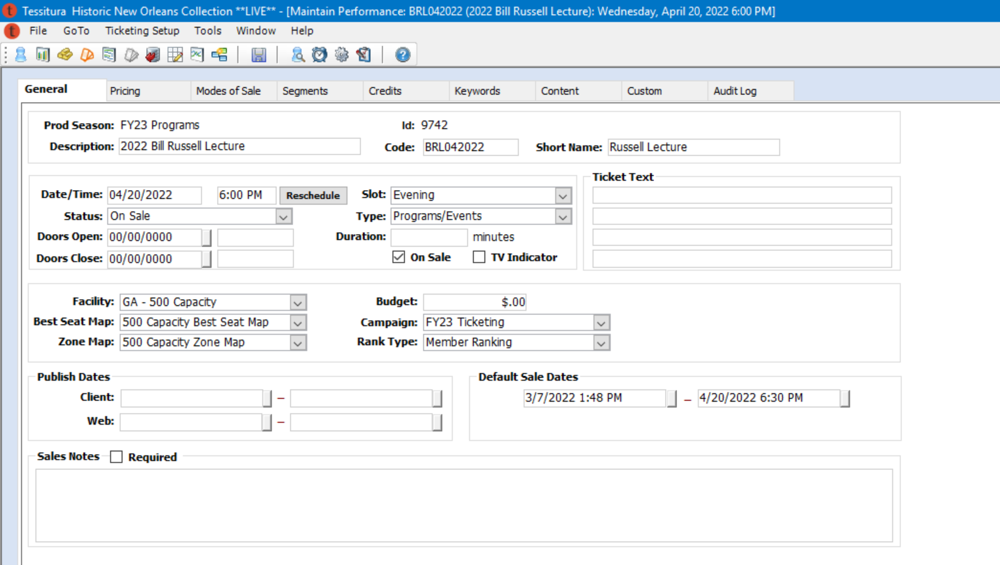 Tessitura Historic New Orleans Collection **LIVE** - [Maintain Performance: BRL042022 (2022 Bill Russell Lecture): Wednesday, April 20, 2022 6:00 PM]
File GoTo Ticketing Setup Tools Window Help
General Pricing Modes of Sale Segments Credits Keywords Content Custom Audit Log
Prod Season: FY23 Programs Id: 9742
Description: 2022 Bill Russell Lecture Code: BRL042022 Short Name: Russell Lecture
Ticket Text
Date/Time: 04/20/2022 6:00 PM Reschedule Slot: Evening
Status: On Sale Type: Programs/Events
Doors Open: 00/00/0000 Duration: minutes
Doors Close: 00/00/0000 On Sale TV Indicator
Facility: GA - 500 Capacity Budget: $.00
Best Seat Map: 500 Capacity Best Seat Map Campaign: FY23 Ticketing
Zone Map: 500 Capacity Zone Map Rank Type: Member Ranking
Publish Dates Default Sale Dates
Client: – 3/7/2022 1:48 PM – 4/20/2022 6:30 PM
Web: –
Sales Notes Required